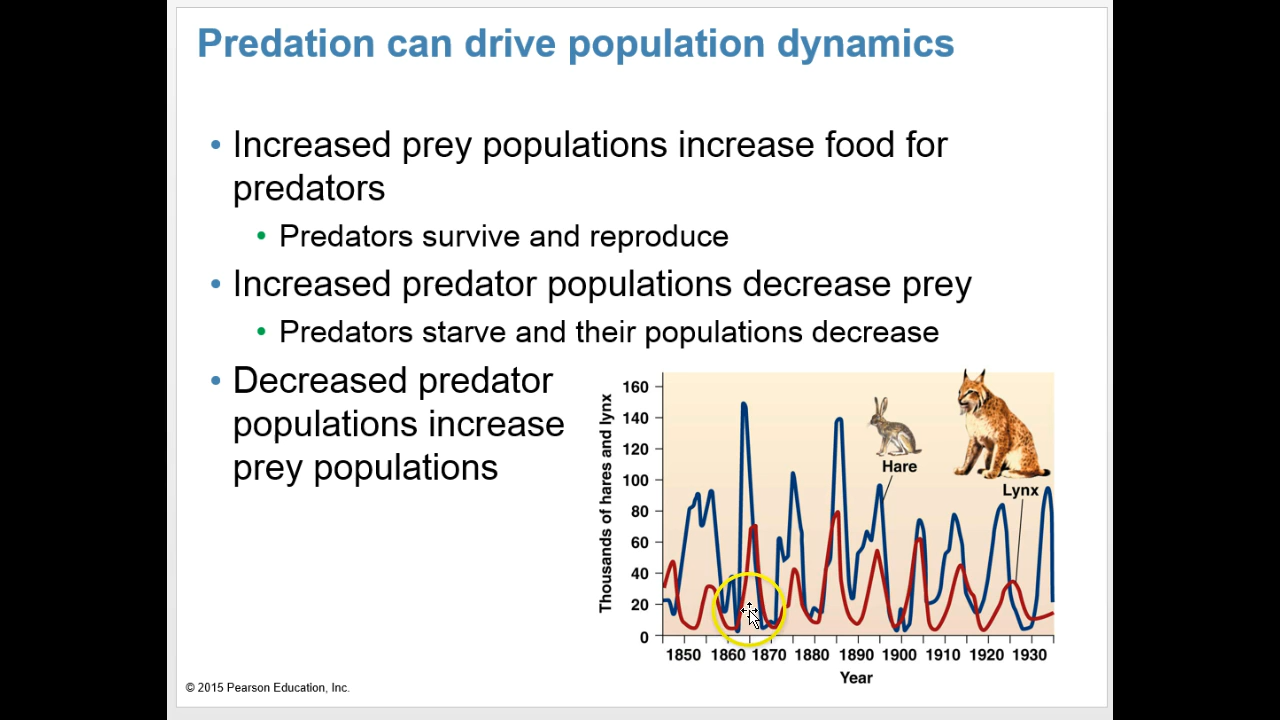 Predation can drive population dynamics
• Increased prey populations increase food for
predators
• Predators survive and reproduce
• Increased predator populations decrease prey
• Predators starve and their populations decrease
• Decreased predator
populations increase
prey populations
Thousands of hares and lynx
160
140
120
100
80
60
40
20
0
Hare
Lynx
1850 1860 1870 1880 1890 1900 1910 1920 1930
Year
© 2015 Pearson Education, Inc.